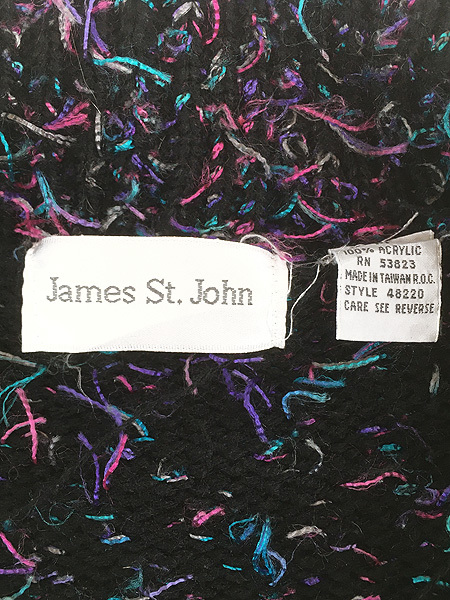 James St. John
100% ACRYLIC
RN 53823
MADE IN TAIWAN R.O.C.
STYLE 48220
CARE SEE REVERSE